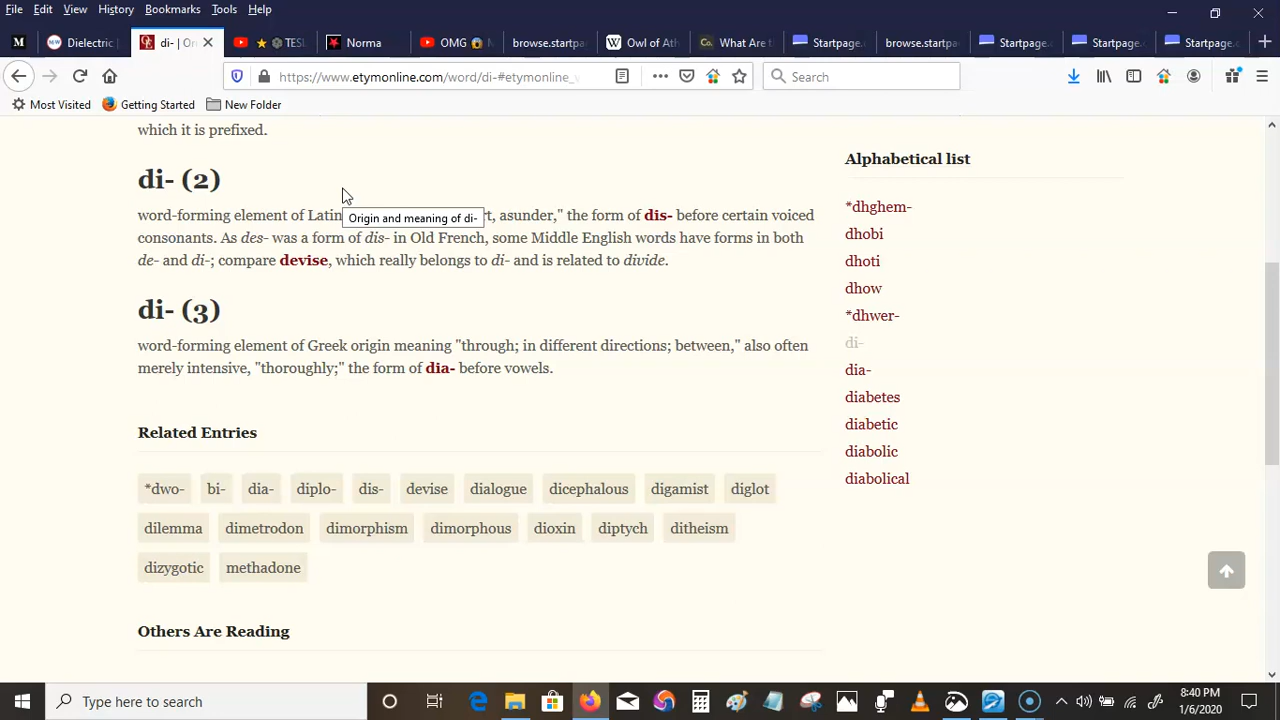 File Edit View History Bookmarks Tools Help
Dielectric
di- | Or
TESL
Norma
OMG
browse.startpa
Owl of Ath
What Are t
Startpage.c
browse.startpa
Startpage.c
Startpage.c
Startpage.c
https://www.etymonline.com/word/di-#etymonline_v
Search
Most Visited Getting Started New Folder
which it is prefixed.
di- (2)
word-forming element of Latin t, asunder," the form of dis- before certain voiced
Origin and meaning of di-
consonants. As des- was a form of dis- in Old French, some Middle English words have forms in both
de- and di-; compare devise, which really belongs to di- and is related to divide.
di- (3)
word-forming element of Greek origin meaning "through; in different directions; between," also often
merely intensive, "thoroughly;" the form of dia- before vowels.
Related Entries
*dwo- bi- dia- diplo- dis- devise dialogue dicephalous digamist diglot
dilemma dimetrodon dimorphism dimorphous dioxin diptych ditheism
dizygotic methadone
Others Are Reading
Alphabetical list
*dhghem-
dhobi
dhoti
dhow
*dhwer-
di-
dia-
diabetes
diabetic
diabolic
diabolical
Type here to search
8:40 PM
1/6/2020